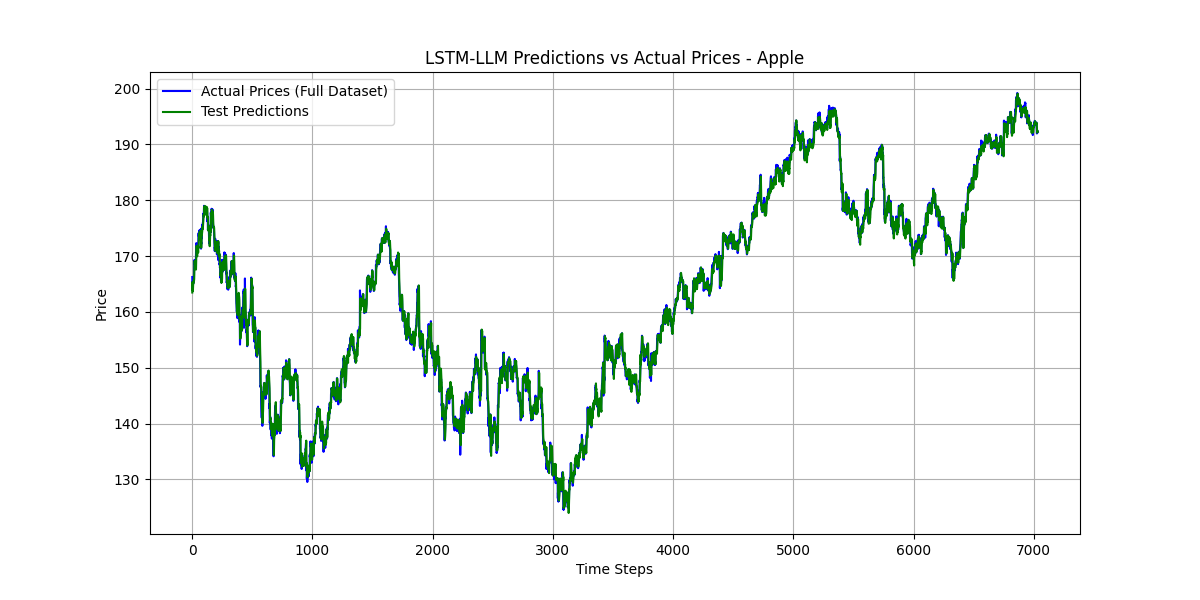 LSTM-LLM Predictions vs Actual Prices - Apple
Actual Prices (Full Dataset)
Test Predictions
200
190
180
170
160
150
140
130
Price
0 1000 2000 3000 4000 5000 6000 7000
Time Steps